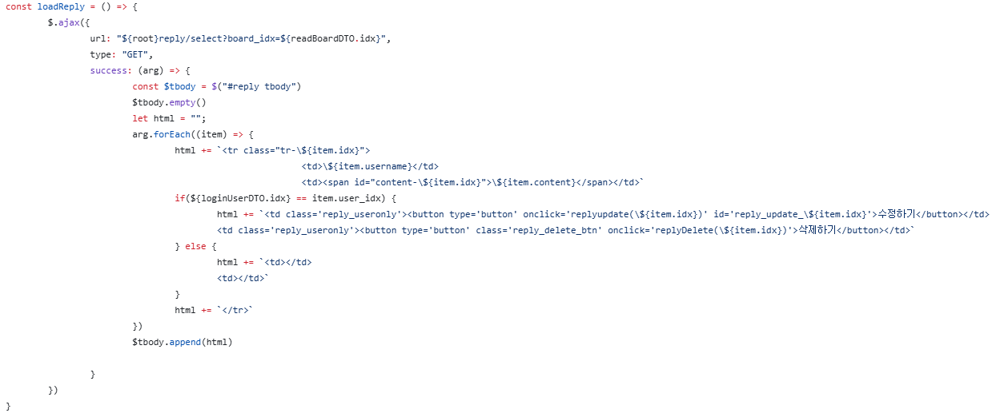 const loadReply = () => {
$.ajax({
url: "${root}reply/select?board_idx=${readBoardDTO.idx}",
type: "GET",
success: (arg) => {
const $tbody = $("#reply tbody")
$tbody.empty()
let html = "";
arg.forEach((item) => {
html += `<tr class="tr-\${item.idx}">
<td>\${item.username}</td>
<td><span id="content-\${item.idx}">\${item.content}</span></td>`
if(${loginUserDTO.idx} == item.user_idx) {
html += `<td class='reply_useronly'><button type='button' onclick='replyupdate(\${item.idx})' id='reply_update_\${item.idx}'>수정하기</button></td>
<td class='reply_useronly'><button type='button' class='reply_delete_btn' onclick='replyDelete(\${item.idx})'>삭제하기</button></td>`
} else {
html += `<td></td>
<td></td>`
}
html += `</tr>`
})
$tbody.append(html)
}
})
}